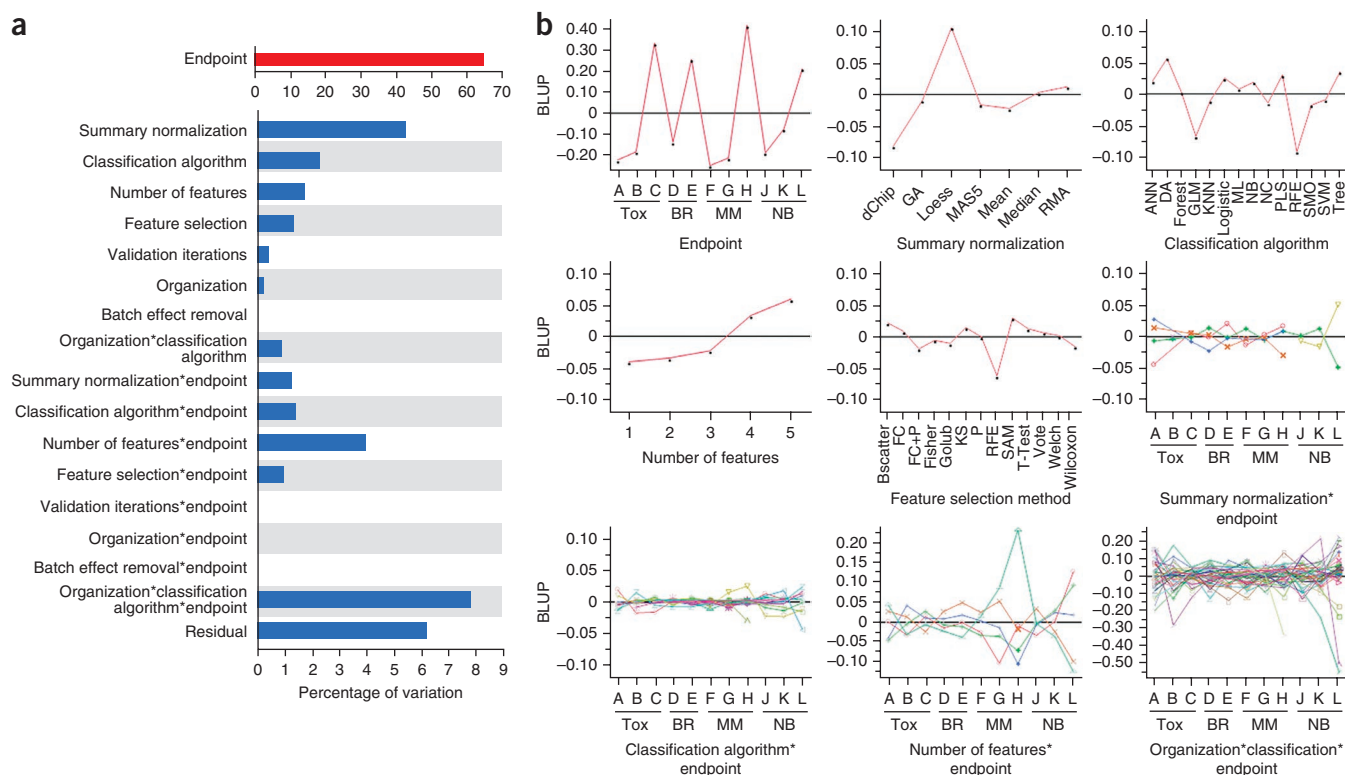 a
Endpoint
0 10 20 30 40 50 60 70
Summary normalization
Classification algorithm
Number of features
Feature selection
Validation iterations
Organization
Batch effect removal
Organization*classification
algorithm
Summary normalization*endpoint
Classification algorithm*endpoint
Number of features*endpoint
Feature selection*endpoint
Validation iterations*endpoint
Organization*endpoint
Batch effect removal*endpoint
Organization*classification
algorithm*endpoint
Residual
0 1 2 3 4 5 6 7 8 9
Percentage of variation
b
BLUP
0.40
0.30
0.20
0.10
0
−0.10
−0.20
A B C D E F G H J K L
Tox BR MM NB
Endpoint
0.10
0.05
0
−0.05
−0.10
dChip
GA
Loess
MAS5
Mean
Median
RMA
Summary normalization
0.10
0.05
0
−0.05
−0.10
ANN
DA
Forest
GLM
KNN
Logistic
ML
NB
NC
PLS
RFE
SMO
SVM
Tree
Classification algorithm
BLUP
0.10
0.05
0
−0.05
−0.10
1 2 3 4 5
Number of features
0.10
0.05
0
−0.05
−0.10
Bscatter
FC
FC+P
Fisher
Golub
KS
P
RFE
SAM
T-Test
Vote
Welch
Wilcoxon
Feature selection method
0.10
0.05
0
−0.05
−0.10
A B C D E F G H J K L
Tox BR MM NB
Summary normalization*
endpoint
BLUP
0.10
0.05
0
−0.05
−0.10
A B C D E F G H J K L
Tox BR MM NB
Classification algorithm*
endpoint
0.20
0.15
0.10
0.05
0
−0.05
−0.10
A B C D E F G H J K L
Tox BR MM NB
Number of features*
endpoint
0.20
0.10
0
−0.10
−0.20
−0.30
−0.40
−0.50
A B C D E F G H J K L
Tox BR MM NB
Organization*classification*
endpoint